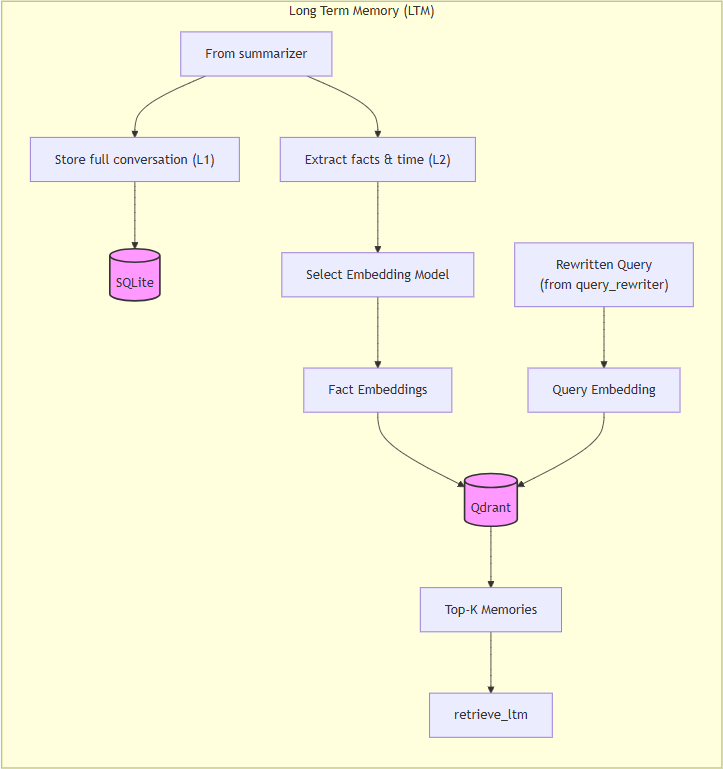 Long Term Memory (LTM)
From summarizer
Store full conversation (L1)
Extract facts & time (L2)
SQLite
Select Embedding Model
Rewritten Query
(from query_rewriter)
Fact Embeddings
Query Embedding
Qdrant
Top-K Memories
retrieve_ltm